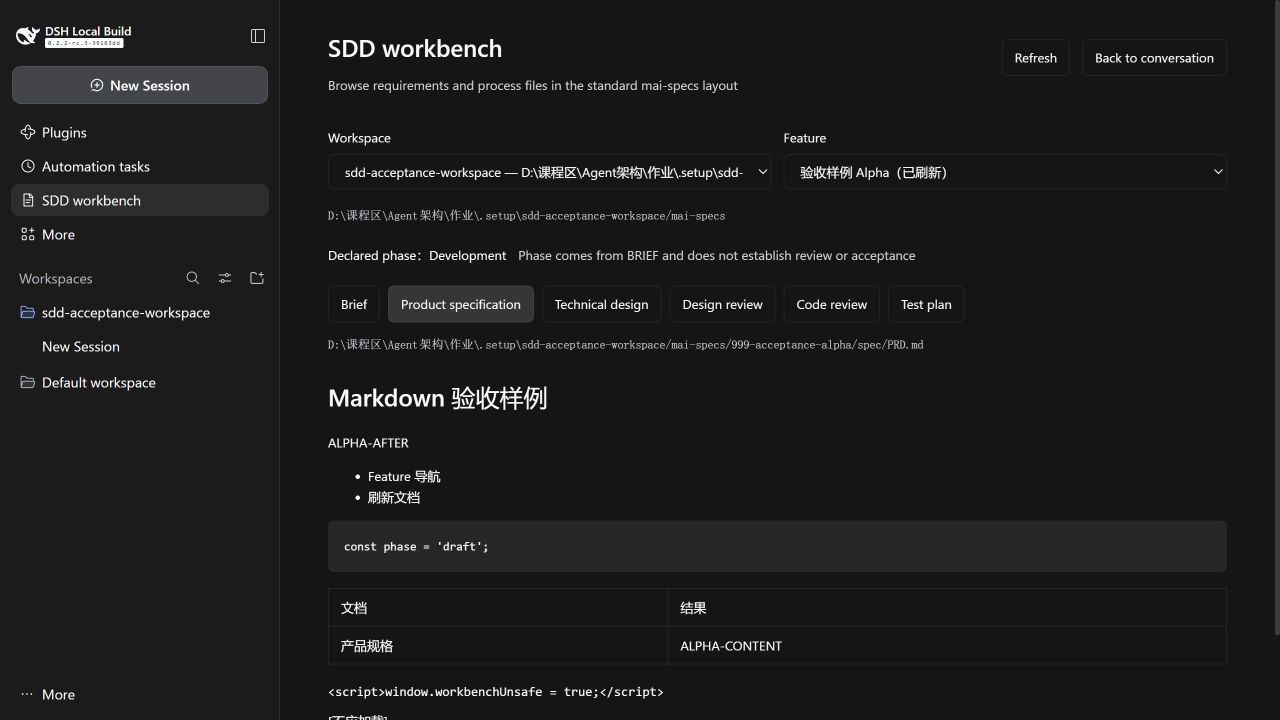 DSH Local Build
0.2.2-rc.3-39163dd
New Session
Plugins
Automation tasks
SDD workbench
More
Workspaces
sdd-acceptance-workspace
New Session
Default workspace
More
SDD workbench
Browse requirements and process files in the standard mai-specs layout
Refresh
Back to conversation
Workspace
Feature
sdd-acceptance-workspace — D:\课程区\Agent架构\作业\.setup\sdd-
验收样例 Alpha（已刷新）
D:\课程区\Agent架构\作业\.setup\sdd-acceptance-workspace/mai-specs
Declared phase：Development Phase comes from BRIEF and does not establish review or acceptance
Brief
Product specification
Technical design
Design review
Code review
Test plan
D:\课程区\Agent架构\作业\.setup\sdd-acceptance-workspace/mai-specs/999-acceptance-alpha/spec/PRD.md
Markdown 验收样例
ALPHA-AFTER
• Feature 导航
• 刷新文档
const phase = 'draft';
文档 结果
产品规格 ALPHA-CONTENT
<script>window.workbenchUnsafe = true;</script>